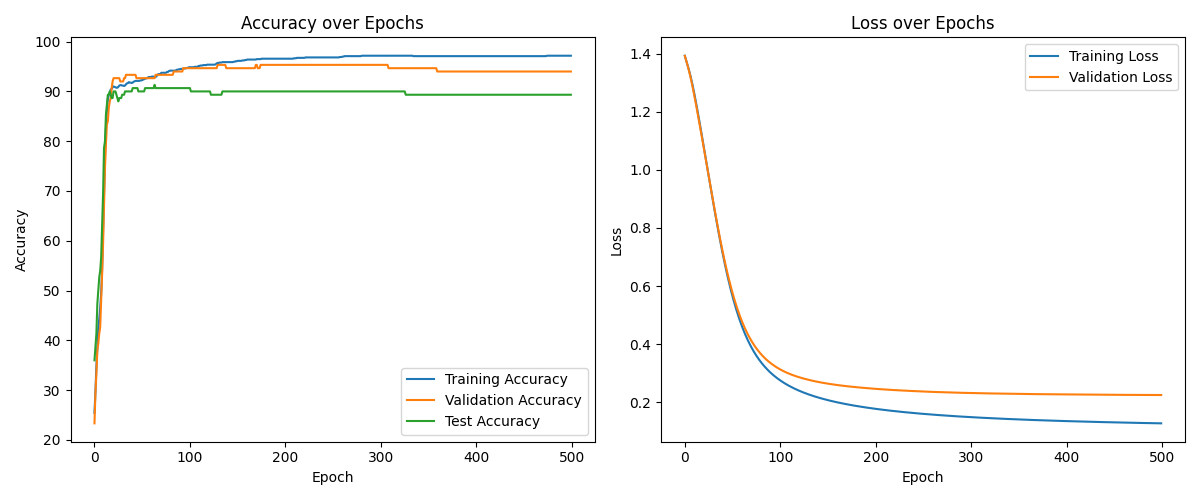 Accuracy over Epochs
100
90
80
70
60
50
40
30
20
Accuracy
0 100 200 300 400 500
Epoch
Training Accuracy
Validation Accuracy
Test Accuracy
Loss over Epochs
1.4
1.2
1.0
0.8
0.6
0.4
0.2
Loss
0 100 200 300 400 500
Epoch
Training Loss
Validation Loss